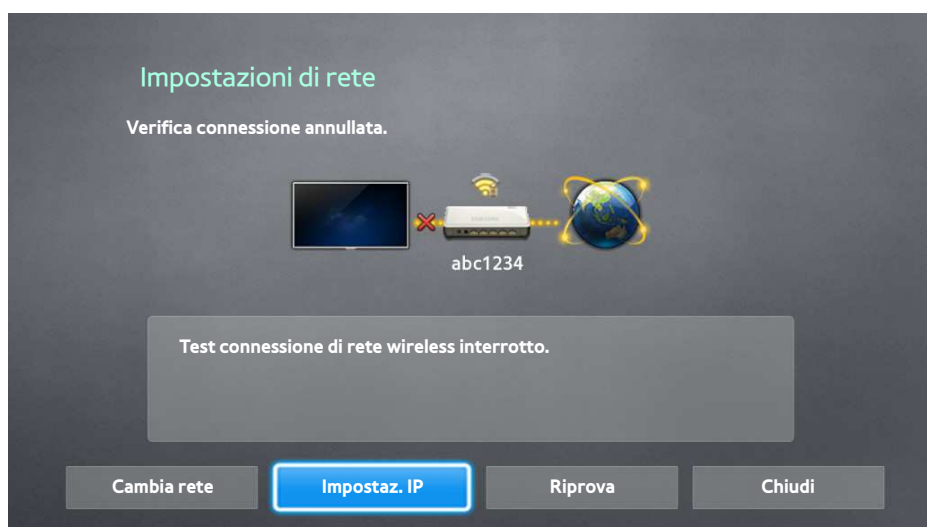 Impostazioni di rete
Verifica connessione annullata.
abc1234
Test connessione di rete wireless interrotto.
Cambia rete
Impostaz. IP
Riprova
Chiudi